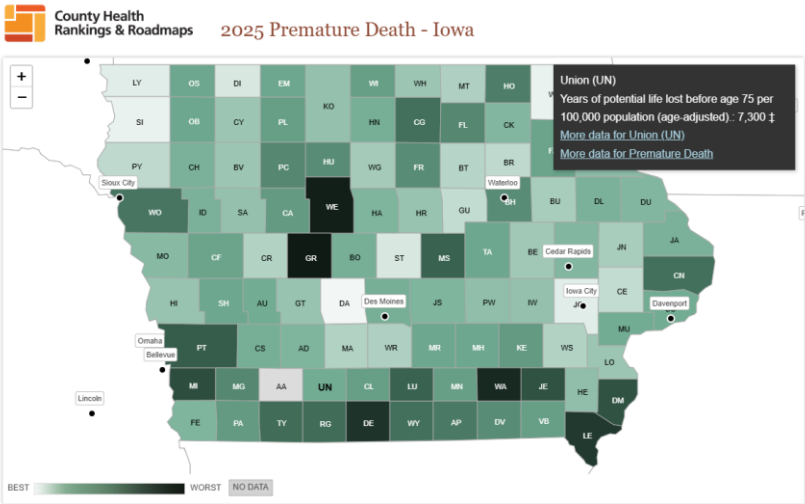 County Health
Rankings & Roadmaps
2025 Premature Death - Iowa
+
−
Union (UN)
Years of potential life lost before age 75 per
100,000 population (age-adjusted).: 7,300 ‡
More data for Union (UN)
More data for Premature Death
LY OS DI EM KO WI WH MT HO
SI OB CY PL HN CG FL CK
PY CH BV PC HU WG FR BT BR
Sioux City Waterloo
WO ID SA CA WE HA HR GU BH BU DL DU
MO CF CR GR BO ST MS TA BE Cedar Rapids JN JA
CN
HI SH AU GT DA Des Moines JS PW IW Iowa City CE Davenport
MU
Omaha
Bellevue
PT CS AD MA WR MR MH KE WS LO
Lincoln
MI MG AA UN CL LU MN WA JE HE DM
FE PA TY RG DE WY AP DV VB LE
BEST WORST NO DATA